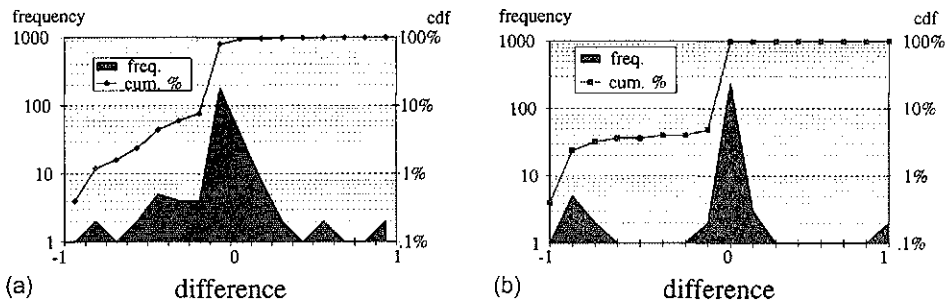 frequency
cdf
1000
100
10
1
freq.
cum. %
100%
10%
1%
.1%
-1
0
1
(a)
difference
frequency
cdf
1000
100
10
1
freq.
cum. %
100%
10%
1%
.1%
-1
0
1
(b)
difference